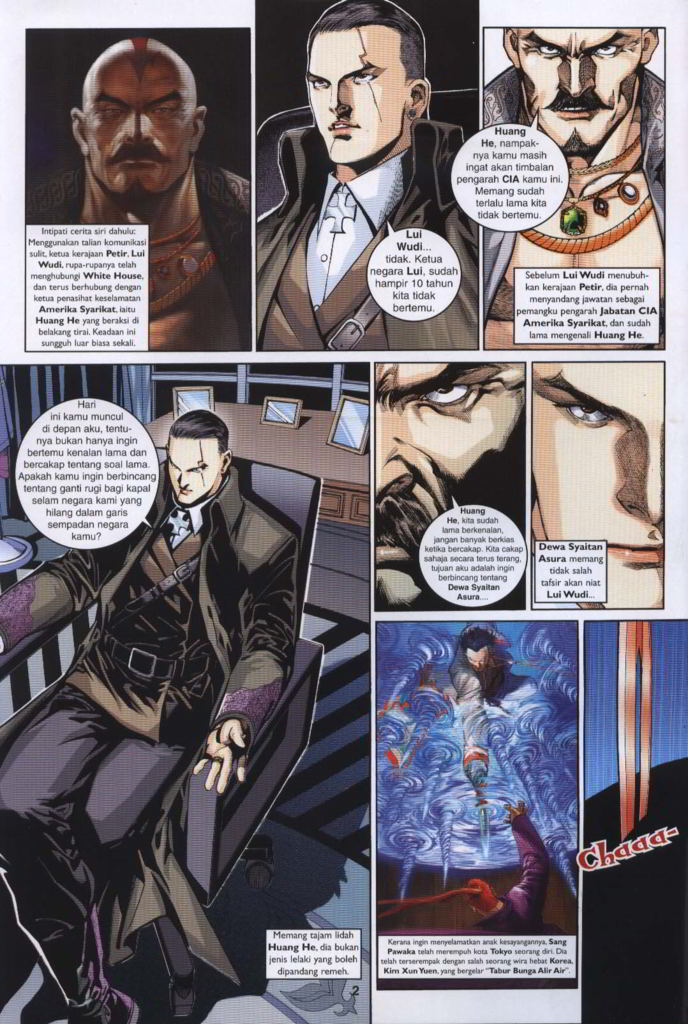 Intipati cerita siri dahulu:
Menggunakan talian komunikasi
sulit, ketua kerajaan Petir, Lui
Wudi, rupa-rupanya telah
menghubungi White House,
dan terus berhubung dengan
ketua penasihat keselamatan
Amerika Syarikat, iaitu
Huang He yang beraksi di
belakang tirai. Keadaan ini
sungguh luar biasa sekali.
Lui
Wudi...
tidak. Ketua
negara Lui, sudah
hampir 10 tahun
kita tidak
bertemu.
Huang
He, nampak-
nya kamu masih
ingat akan timbalan
pengarah CIA kamu ini.
Memang sudah
terlalu lama kita
tidak bertemu.
Sebelum Lui Wudi menubuh-
kan kerajaan Petir, dia pernah
menyandang jawatan sebagai
pemangku pengarah Jabatan CIA
Amerika Syarikat, dan sudah
lama mengenali Huang He.
Hari
ini kamu muncul
di depan aku, tentu-
nya bukan hanya ingin
bertemu kenalan lama dan
bercakap tentang soal lama.
Apakah kamu ingin berbincang
tentang ganti rugi bagi kapal
selam negara kami yang
hilang dalam garis
sempadan negara
kamu?
Memang tajam lidah
Huang He, dia bukan
jenis lelaki yang boleh
dipandang remeh.
2
Huang
He, kita sudah
lama berkenalan,
jangan banyak berkias
ketika bercakap. Kita cakap
sahaja secara terus terang,
tujuan aku adalah ingin
berbincang tentang
Dewa Syaitan
Asura....
Dewa Syaitan
Asura memang
tidak salah
tafsir akan niat
Lui Wudi...
Kerana ingin menyelamatkan anak kesayangannya, Sang
Pawaka telah merempuh kota Tokyo seorang diri. Dia
telah terserempak dengan salah seorang wira hebat Korea,
Kim Xun Yuen, yang bergelar "Tabur Bunga Alir Air".
Chaaa-